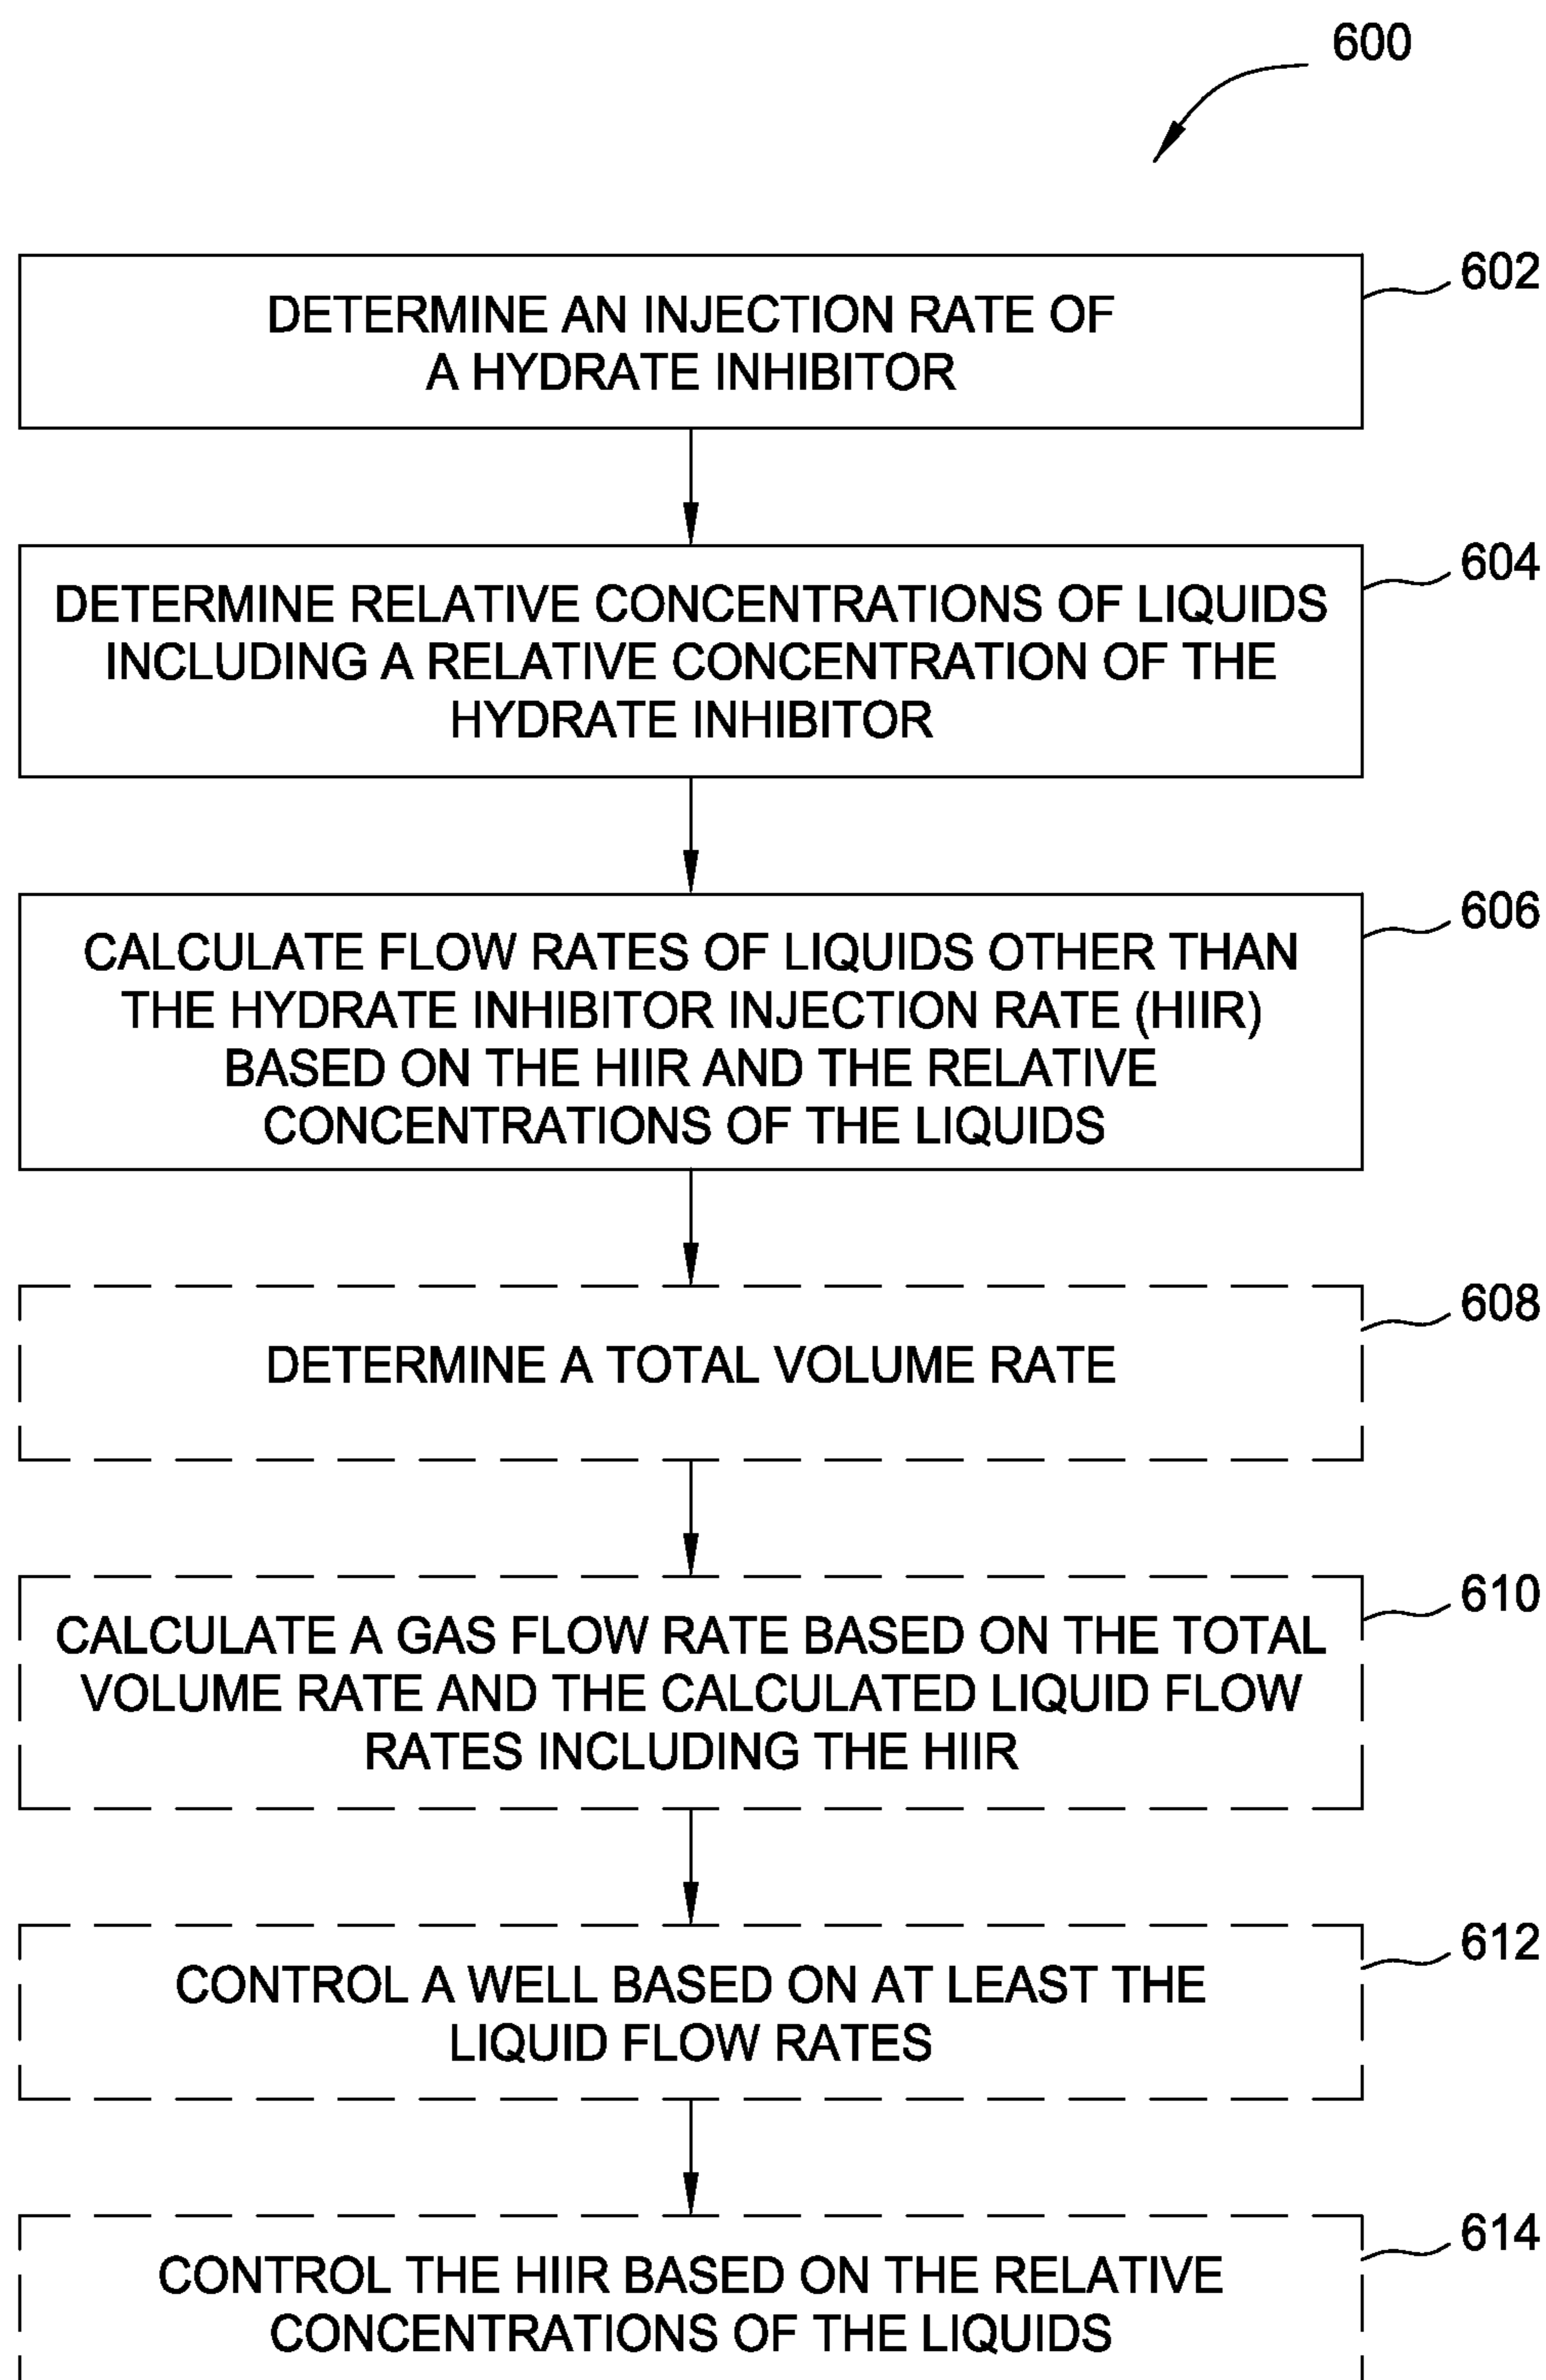 600
602
DETERMINE AN INJECTION RATE OF
A HYDRATE INHIBITOR
604
DETERMINE RELATIVE CONCENTRATIONS OF LIQUIDS
INCLUDING A RELATIVE CONCENTRATION OF THE
HYDRATE INHIBITOR
606
CALCULATE FLOW RATES OF LIQUIDS OTHER THAN
THE HYDRATE INHIBITOR INJECTION RATE (HIIR)
BASED ON THE HIIR AND THE RELATIVE
CONCENTRATIONS OF THE LIQUIDS
608
DETERMINE A TOTAL VOLUME RATE
610
CALCULATE A GAS FLOW RATE BASED ON THE TOTAL
VOLUME RATE AND THE CALCULATED LIQUID FLOW
RATES INCLUDING THE HIIR
612
CONTROL A WELL BASED ON AT LEAST THE
LIQUID FLOW RATES
614
CONTROL THE HIIR BASED ON THE RELATIVE
CONCENTRATIONS OF THE LIQUIDS